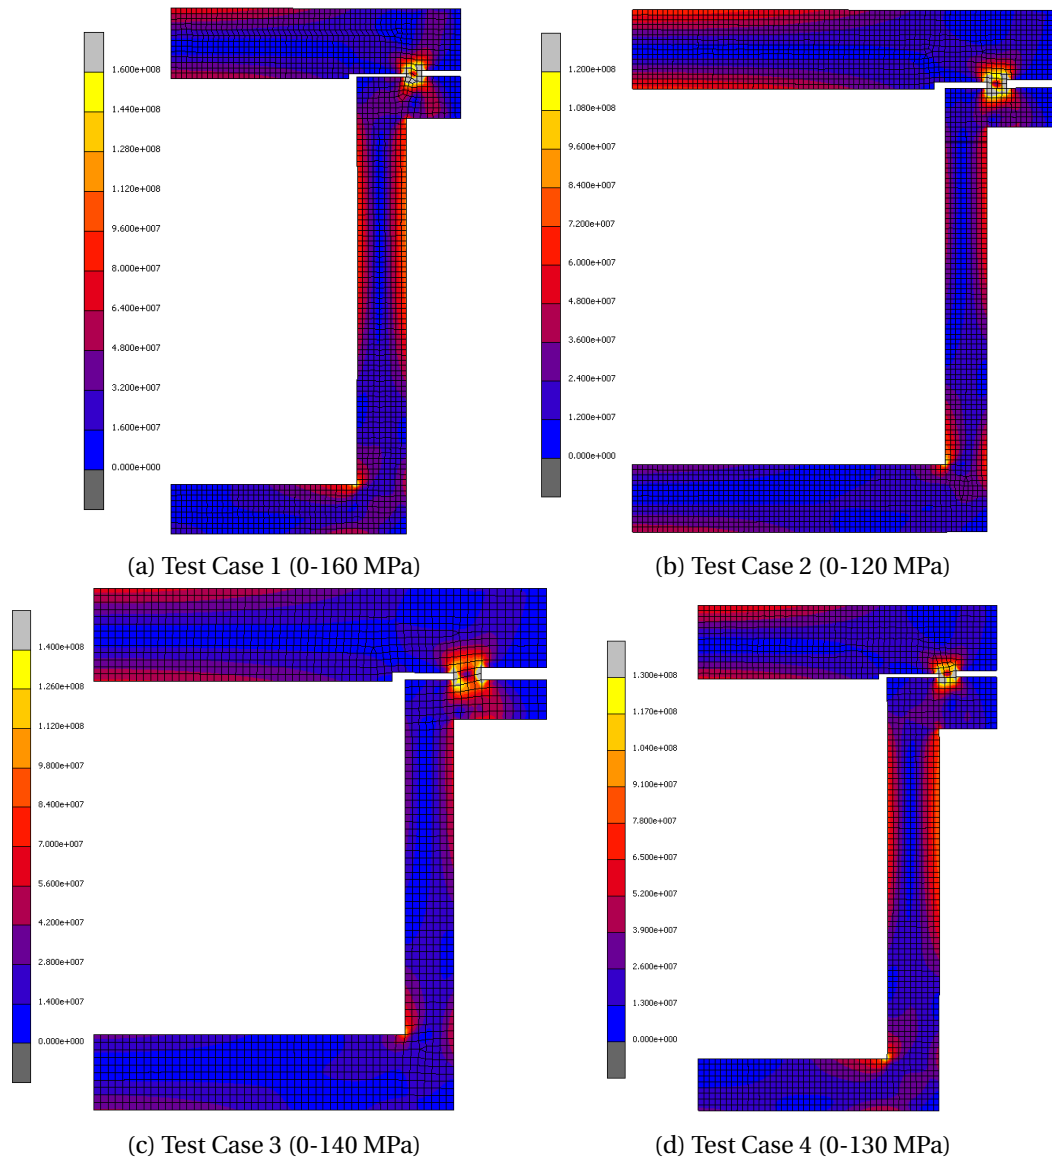 1.600e+008
1.440e+008
1.280e+008
1.120e+008
9.600e+007
8.000e+007
6.400e+007
4.800e+007
3.200e+007
1.600e+007
0.000e+000
(a) Test Case 1 (0-160 MPa)
1.200e+008
1.080e+008
9.600e+007
8.400e+007
7.200e+007
6.000e+007
4.800e+007
3.600e+007
2.400e+007
1.200e+007
0.000e+000
(b) Test Case 2 (0-120 MPa)
1.400e+008
1.260e+008
1.120e+008
9.800e+007
8.400e+007
7.000e+007
5.600e+007
4.200e+007
2.800e+007
1.400e+007
0.000e+000
(c) Test Case 3 (0-140 MPa)
1.300e+008
1.170e+008
1.040e+008
9.100e+007
7.800e+007
6.500e+007
5.200e+007
3.900e+007
2.600e+007
1.300e+007
0.000e+000
(d) Test Case 4 (0-130 MPa)